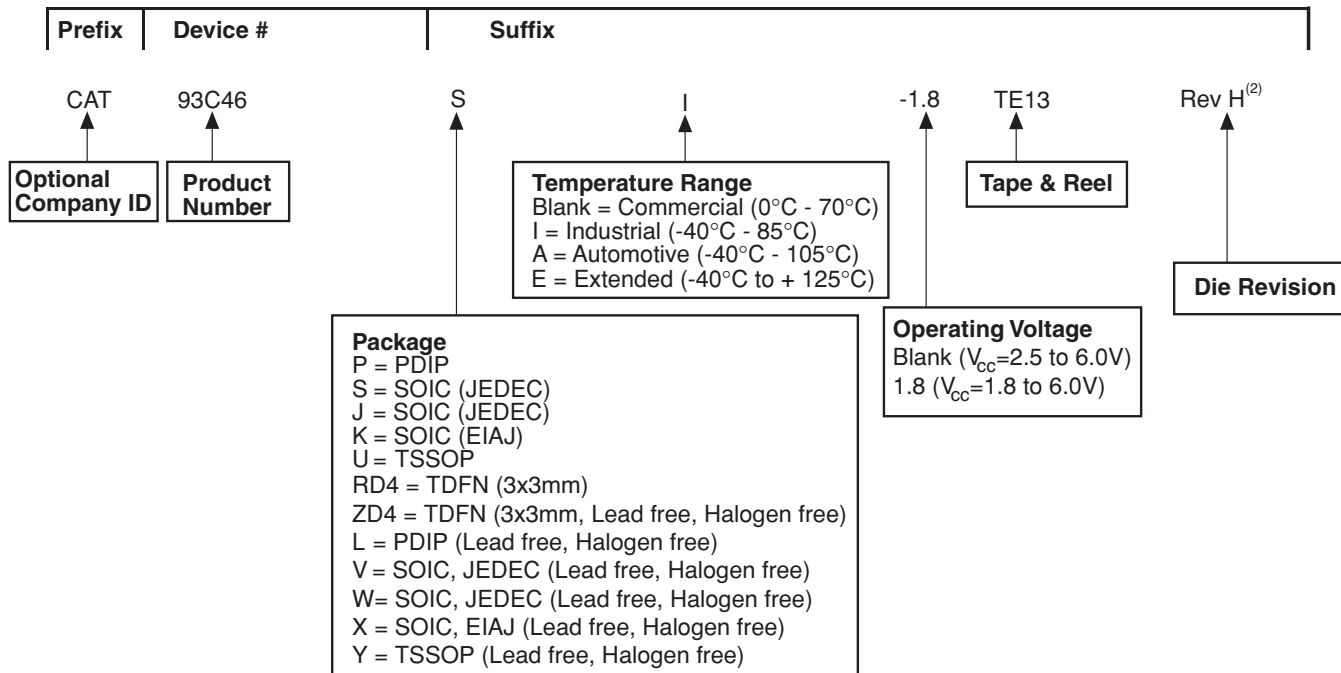 Prefix Device # Suffix
CAT 93C46 S I -1.8 TE13 Rev H(2)
Optional
Company ID
Product
Number
Temperature Range
Blank = Commercial (0°C - 70°C)
I = Industrial (-40°C - 85°C)
A = Automotive (-40°C - 105°C)
E = Extended (-40°C to + 125°C)
Tape & Reel
Die Revision
Package
P = PDIP
S = SOIC (JEDEC)
J = SOIC (JEDEC)
K = SOIC (EIAJ)
U = TSSOP
RD4 = TDFN (3x3mm)
ZD4 = TDFN (3x3mm, Lead free, Halogen free)
L = PDIP (Lead free, Halogen free)
V = SOIC, JEDEC (Lead free, Halogen free)
W= SOIC, JEDEC (Lead free, Halogen free)
X = SOIC, EIAJ (Lead free, Halogen free)
Y = TSSOP (Lead free, Halogen free)
Operating Voltage
Blank (Vcc=2.5 to 6.0V)
1.8 (Vcc=1.8 to 6.0V)